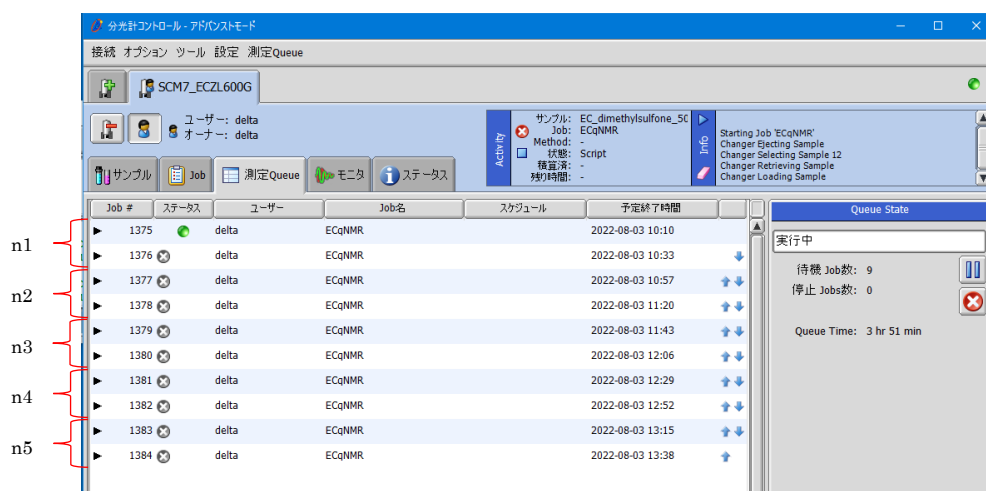 分光計コントロール - アドバンストモード
接続 オプション ツール 設定 測定Queue
SCM7_ECZL600G
ユーザー: delta
オーナー: delta
Activity
サンプル: EC_dimethylsulfone_50
Job: ECqNMR
Method: -
状態: Script
積算済: -
残り時間: -
Info
Starting Job 'ECqNMR'
Changer Ejecting Sample
Changer Selecting Sample 12
Changer Retrieving Sample
Changer Loading Sample
サンプル Job 測定Queue モニタ ステータス
Job # ステータス ユーザー Job名 スケジュール 予定終了時間
n1
1375 delta ECqNMR 2022-08-03 10:10
1376 delta ECqNMR 2022-08-03 10:33
n2
1377 delta ECqNMR 2022-08-03 10:57
1378 delta ECqNMR 2022-08-03 11:20
n3
1379 delta ECqNMR 2022-08-03 11:43
1380 delta ECqNMR 2022-08-03 12:06
n4
1381 delta ECqNMR 2022-08-03 12:29
1382 delta ECqNMR 2022-08-03 12:52
n5
1383 delta ECqNMR 2022-08-03 13:15
1384 delta ECqNMR 2022-08-03 13:38
Queue State
実行中
待機 Job数: 9
停止 Jobs数: 0
Queue Time: 3 hr 51 min